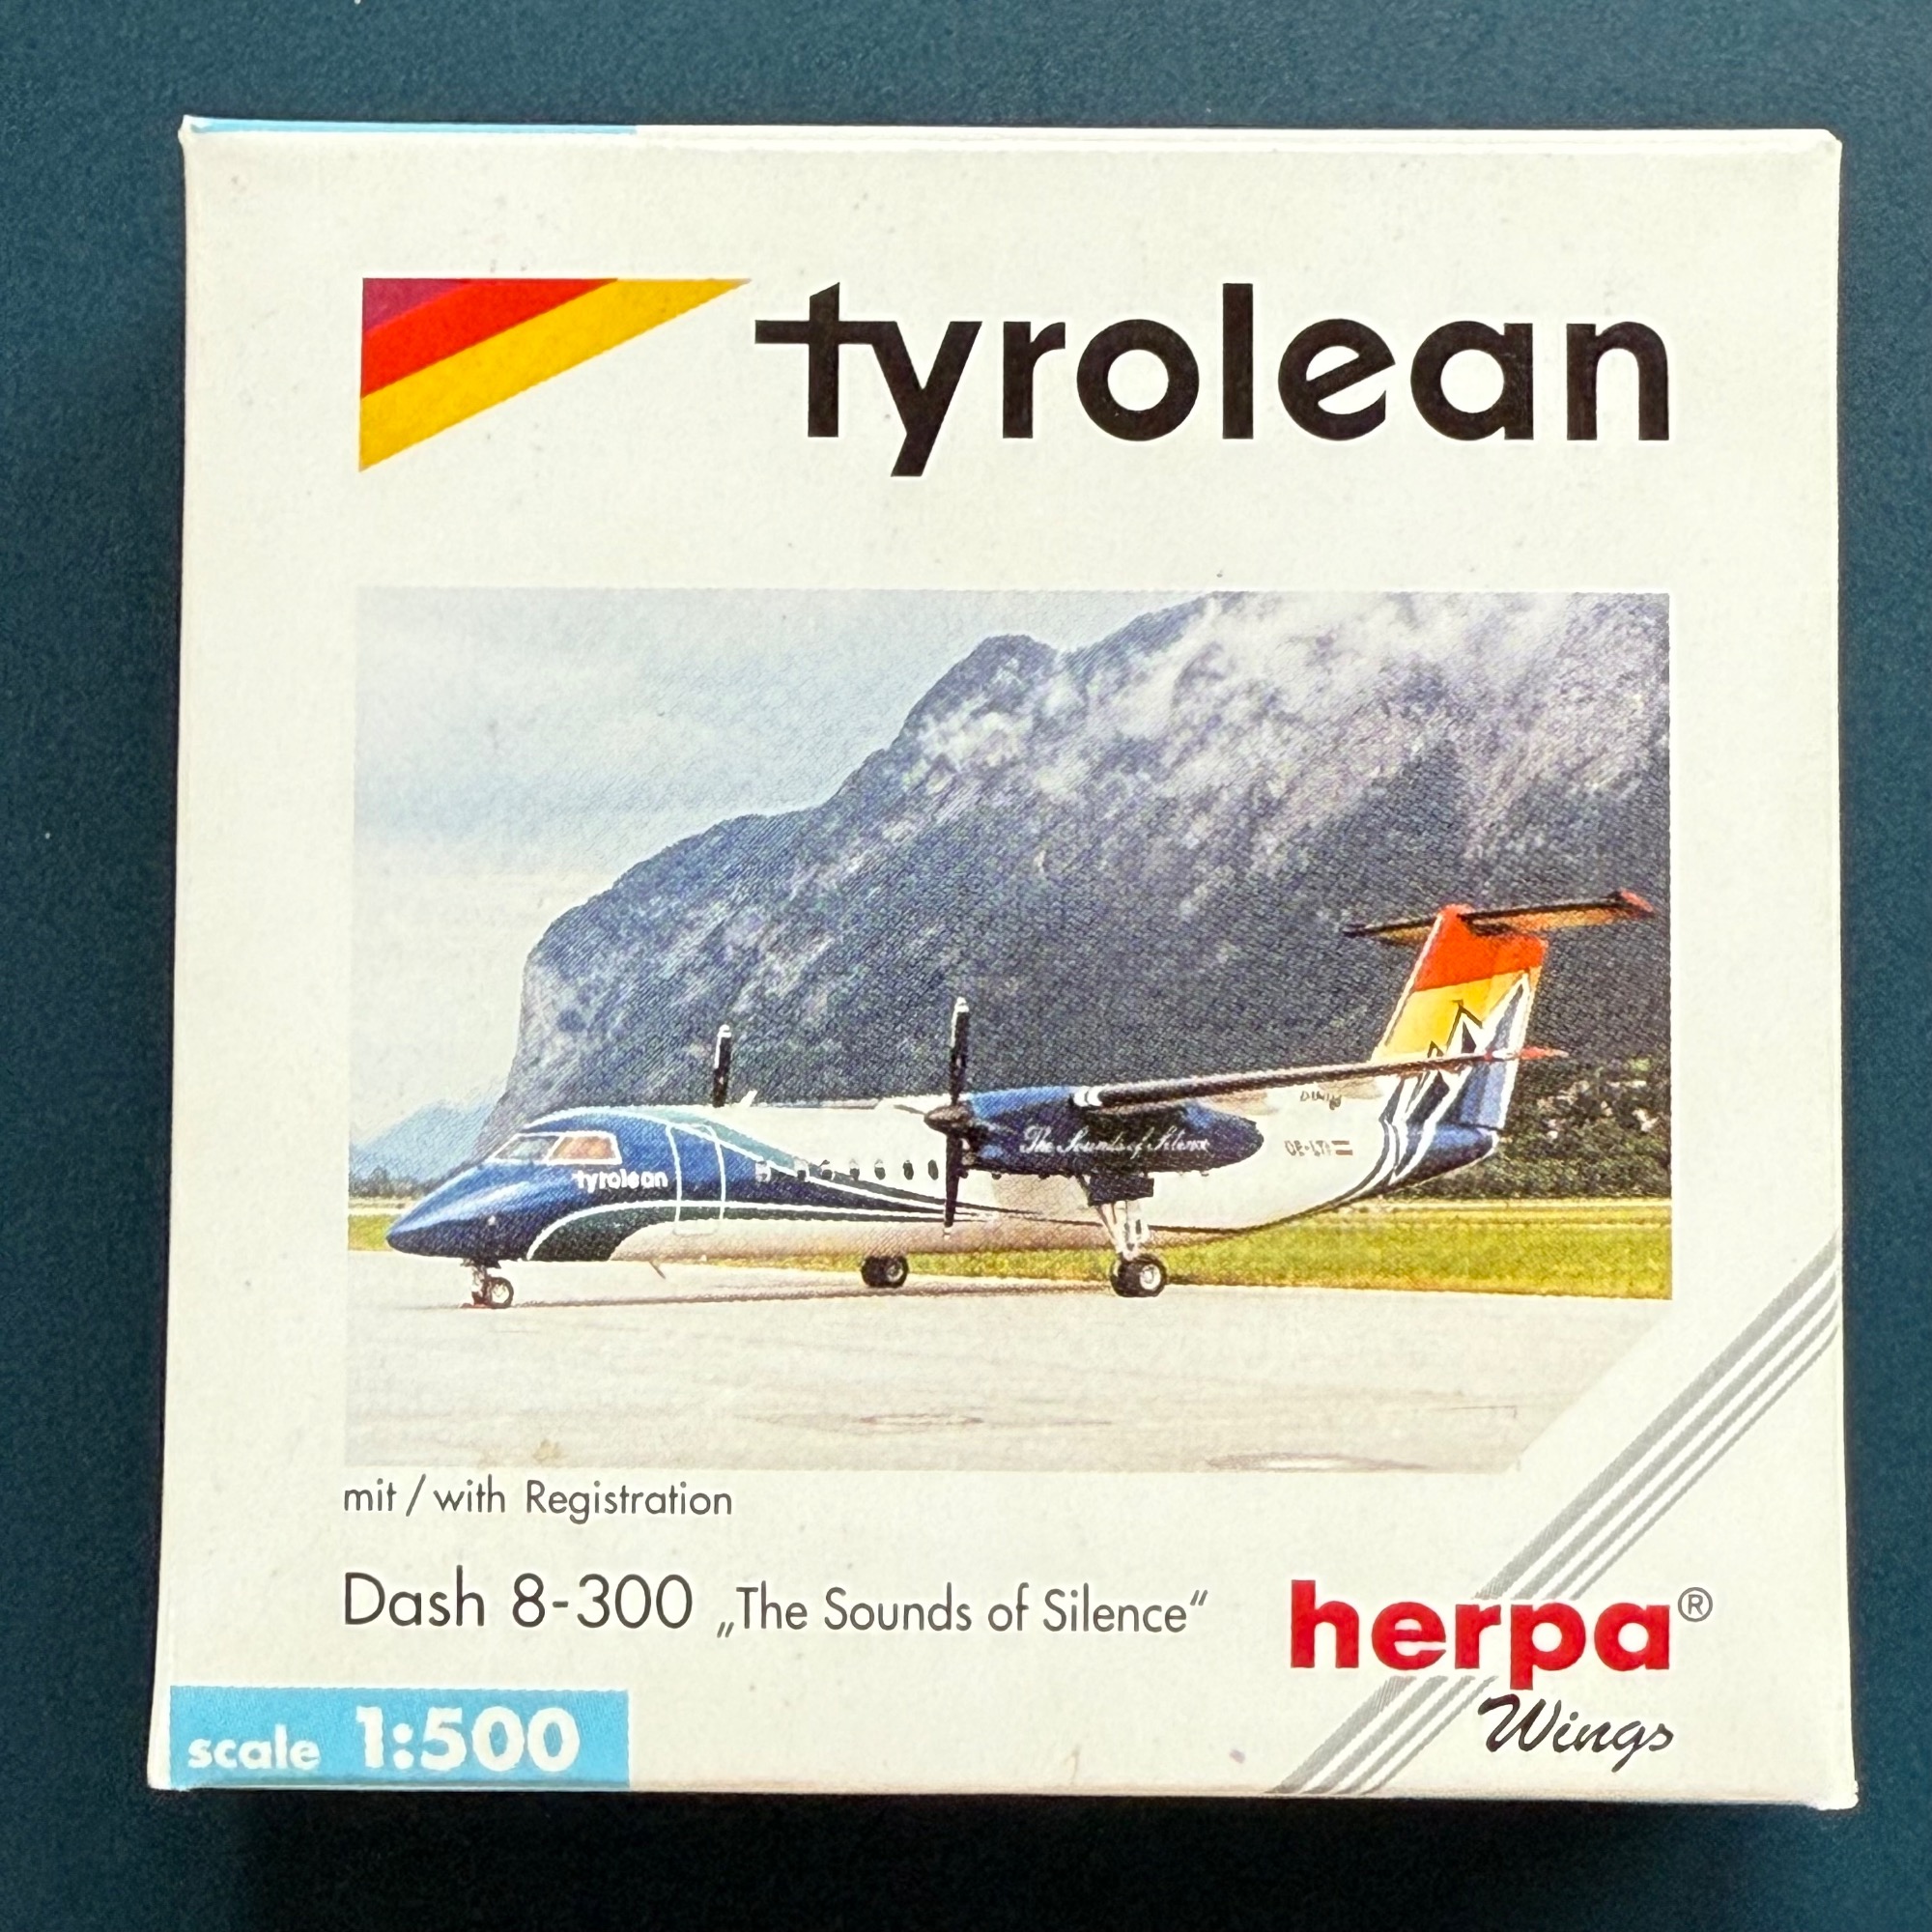 tyrolean
tyrolean
The Sounds of Silence
mit / with Registration
Dash 8-300 „The Sounds of Silence“
herpa®
Wings
scale 1:500